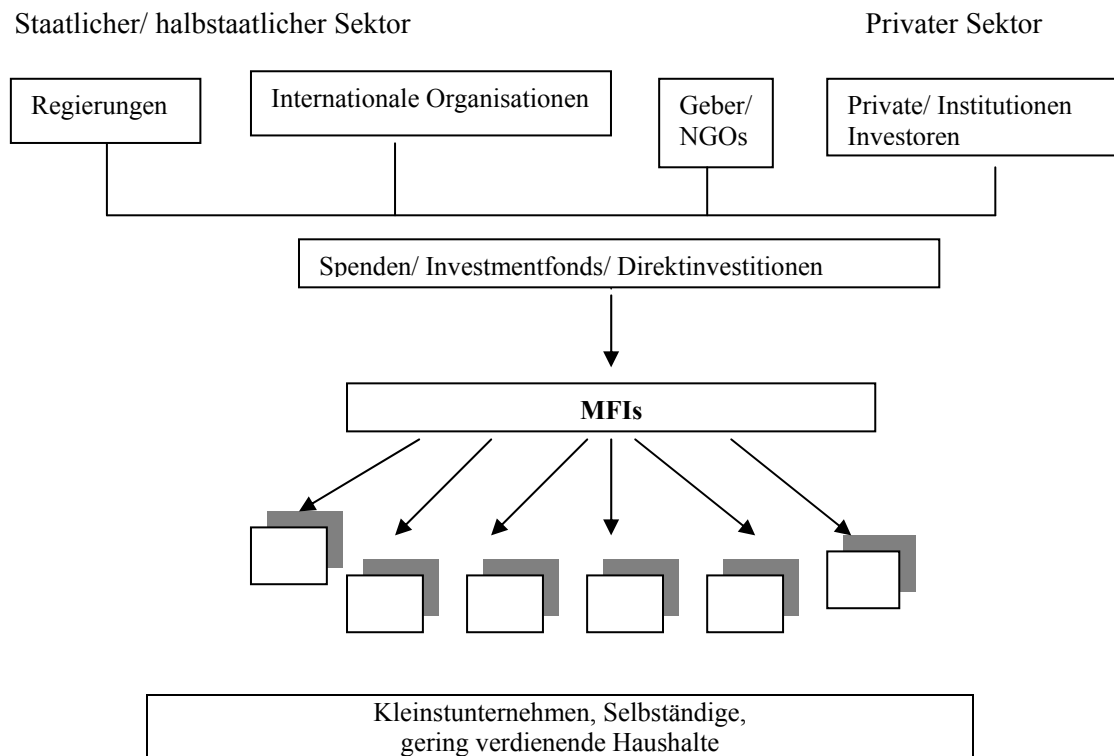 Staatlicher/ halbstaatlicher Sektor
Privater Sektor
Regierungen
Internationale Organisationen
Geber/
NGOs
Private/ Institutionen
Investoren
Spenden/ Investmentfonds/ Direktinvestitionen
MFIs
Kleinstunternehmen, Selbständige,
gering verdienende Haushalte